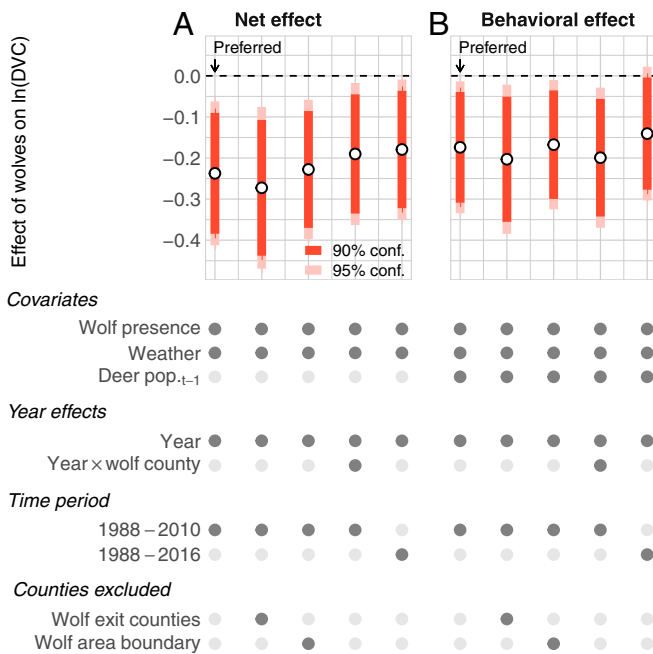 A Net effect
B Behavioral effect
Preferred
Preferred
Effect of wolves on ln(DVC)
0.0
−0.1
−0.2
−0.3
−0.4
90% conf.
95% conf.
Covariates
Wolf presence
Weather
Deer pop.t−1
Year effects
Year
Year × wolf county
Time period
1988 – 2010
1988 – 2016
Counties excluded
Wolf exit counties
Wolf area boundary